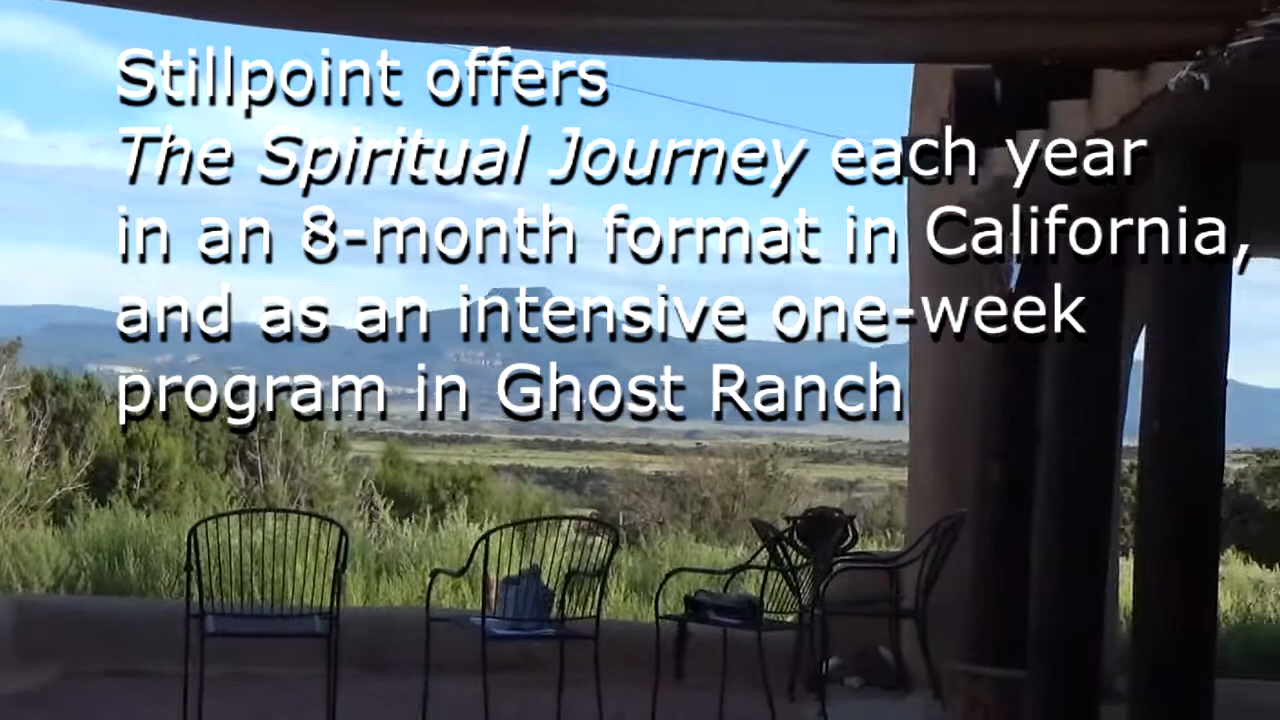 Stillpoint offers
The Spiritual Journey each year
in an 8-month format in California,
and as an intensive one-week
program in Ghost Ranch